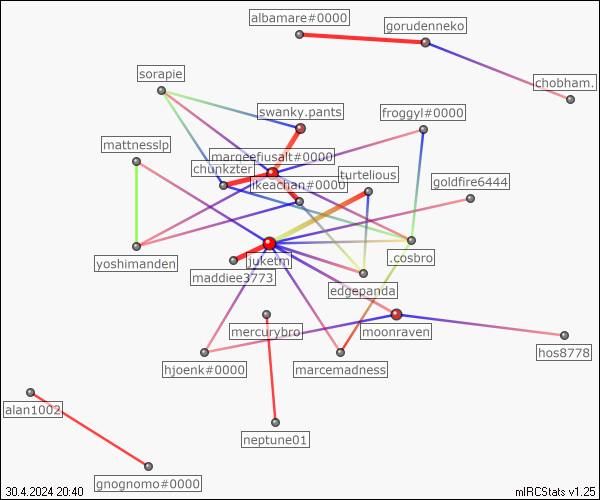 albamare#0000
gorudenneko
chobham.
sorapie
swanky.pants
froggyl#0000
mattnesslp
margeefiusalt#0000
chunkzter
turtelious
ikeachan#0000
goldfire6444
yoshimanden
juketm
.cosbro
maddiee3773
edgepanda
mercurybro
moonraven
hos8778
hjoenk#0000
marcemadness
alan1002
neptune01
gnognomo#0000
30.4.2024 20:40
mIRCStats v1.25